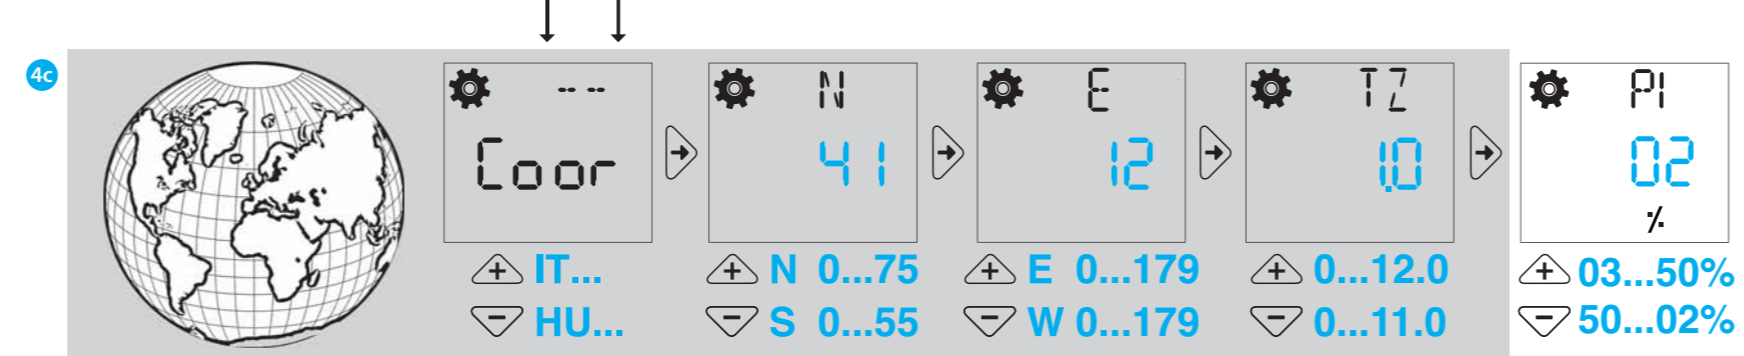 4c
-- N E TZ PI
Coor 41 12 1.0 02
%
+ IT... + N 0...75 + E 0...179 + 0...12.0 + 03...50%
− HU... − S 0...55 − W 0...179 − 0...11.0 − 50...02%